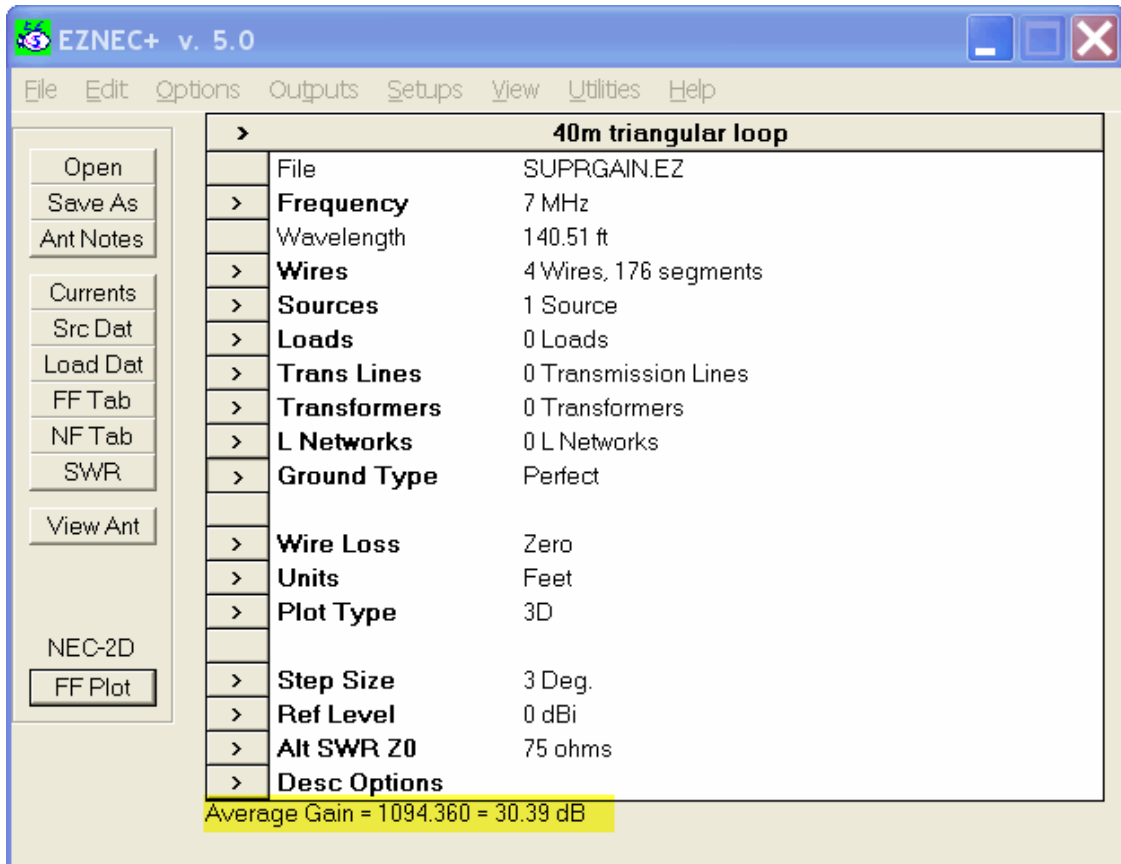 EZNEC+ v. 5.0
File Edit Options Outputs Setups View Utilities Help
> 40m triangular loop
Open
Save As
Ant Notes
Currents
Src Dat
Load Dat
FF Tab
NF Tab
SWR
View Ant
NEC-2D
FF Plot
File SUPRGAIN.EZ
> Frequency 7 MHz
Wavelength 140.51 ft
> Wires 4 Wires, 176 segments
> Sources 1 Source
> Loads 0 Loads
> Trans Lines 0 Transmission Lines
> Transformers 0 Transformers
> L Networks 0 L Networks
> Ground Type Perfect
> Wire Loss Zero
> Units Feet
> Plot Type 3D
> Step Size 3 Deg.
> Ref Level 0 dBi
> Alt SWR Z0 75 ohms
> Desc Options
Average Gain = 1094.360 = 30.39 dB